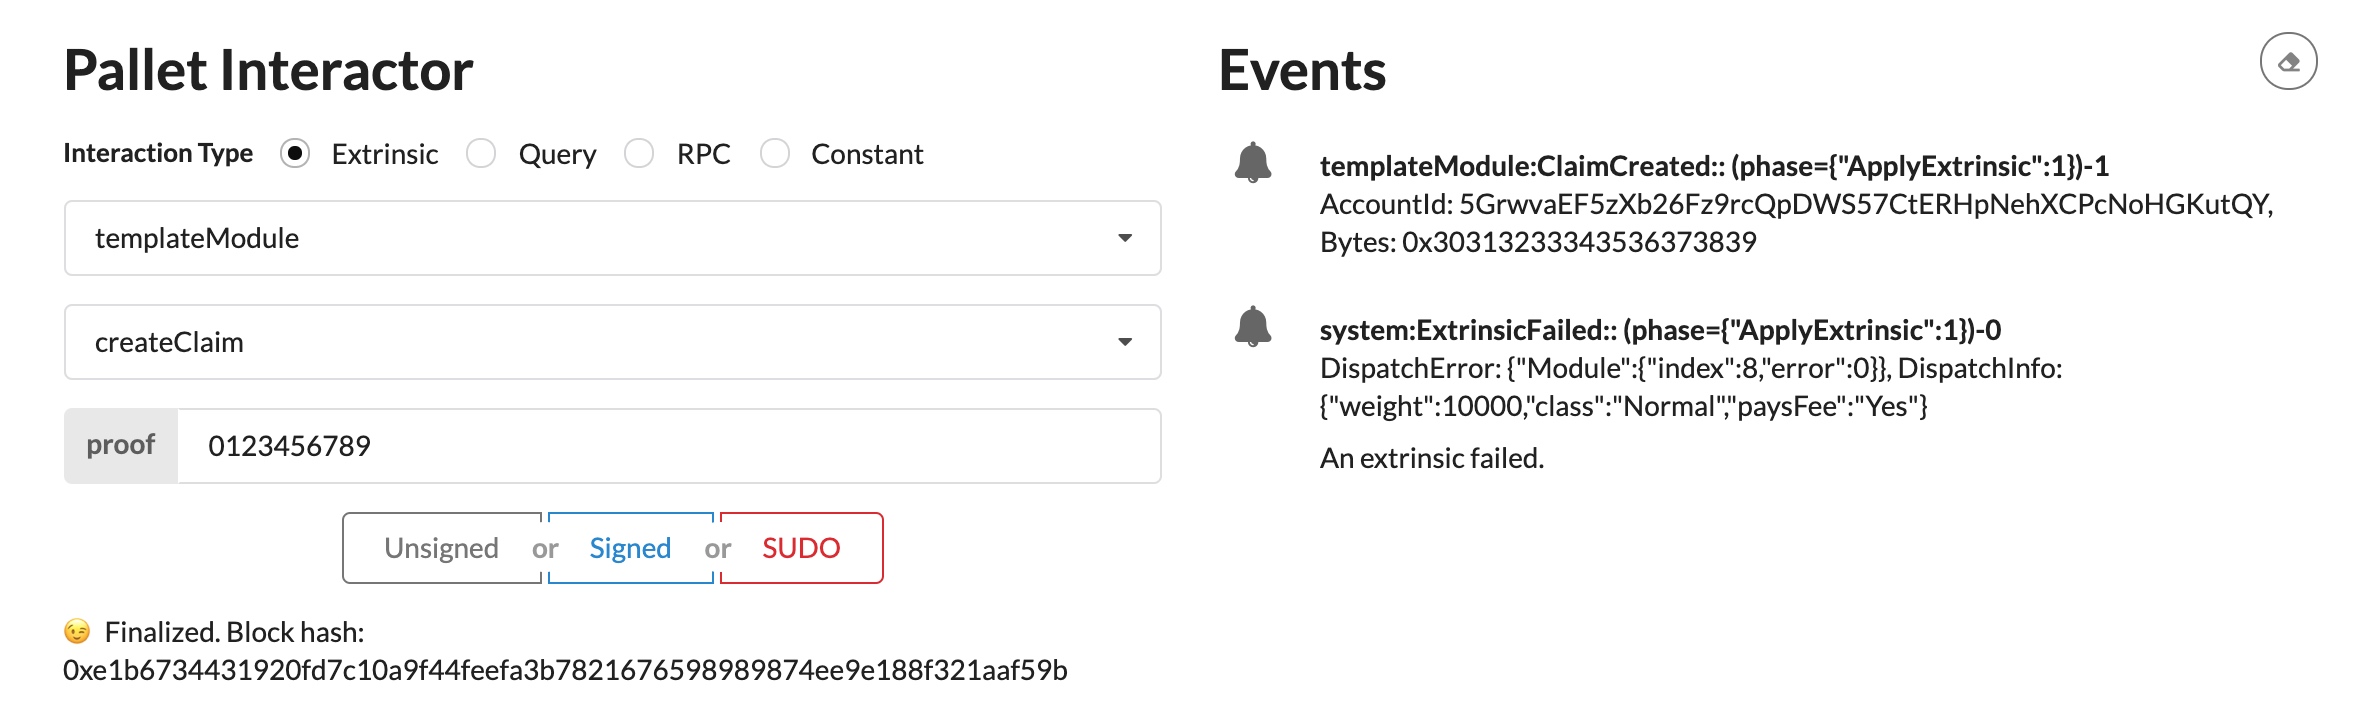 Pallet Interactor
Interaction Type Extrinsic Query RPC Constant
templateModule
createClaim
proof 0123456789
Unsigned or Signed or SUDO
😉 Finalized. Block hash:
0xe1b6734431920fd7c10a9f44feefa3b7821676598989874ee9e188f321aaf59b
Events
templateModule:ClaimCreated:: (phase={"ApplyExtrinsic":1})-1
AccountId: 5GrwvaEF5zXb26Fz9rcQpDWS57CtERHpNehXCPcNoHGKutQY,
Bytes: 0x30313233343536373839
system:ExtrinsicFailed:: (phase={"ApplyExtrinsic":1})-0
DispatchError: {"Module":{"index":8,"error":0}}, DispatchInfo:
{"weight":10000,"class":"Normal","paysFee":"Yes"}
An extrinsic failed.